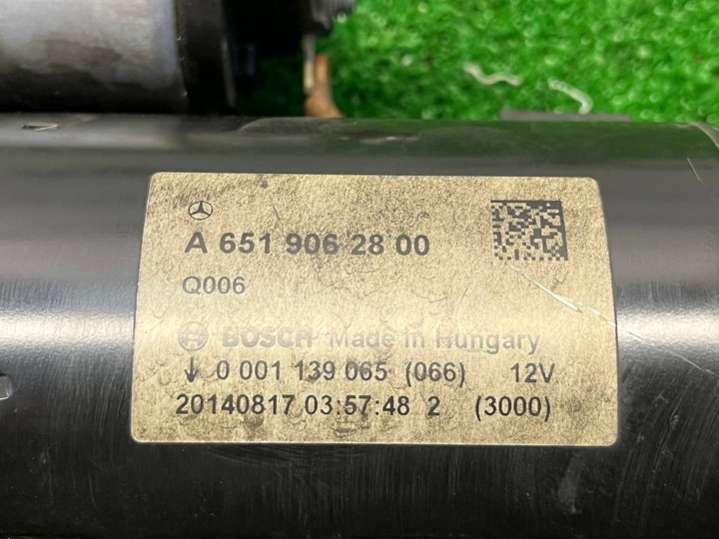 A 651 906 28 00
Q006
BOSCH Made in Hungary
↓ 0 001 139 065 (066) 12V
20140817 03:57:48 2 (3000)